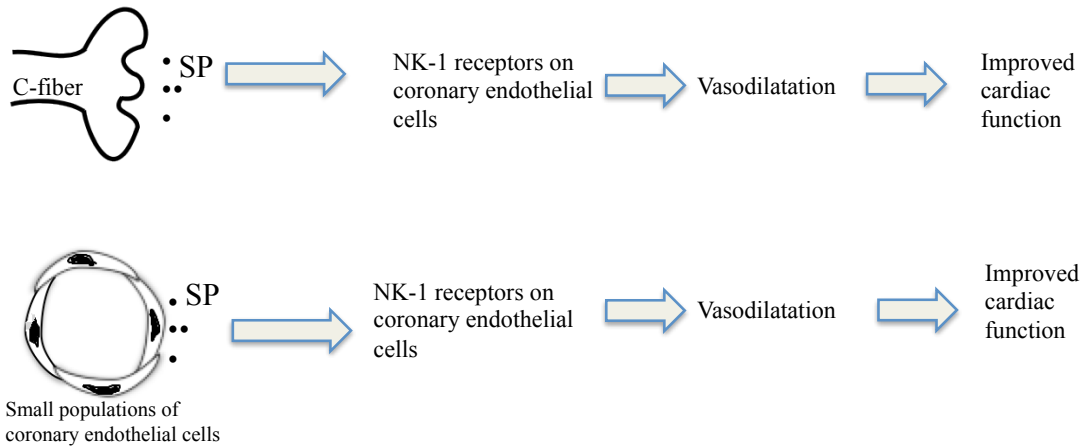 C-fiber
SP
NK-1 receptors on
coronary endothelial
cells
Vasodilatation
Improved
cardiac
function
SP
NK-1 receptors on
coronary endothelial
cells
Vasodilatation
Improved
cardiac
function
Small populations of
coronary endothelial cells